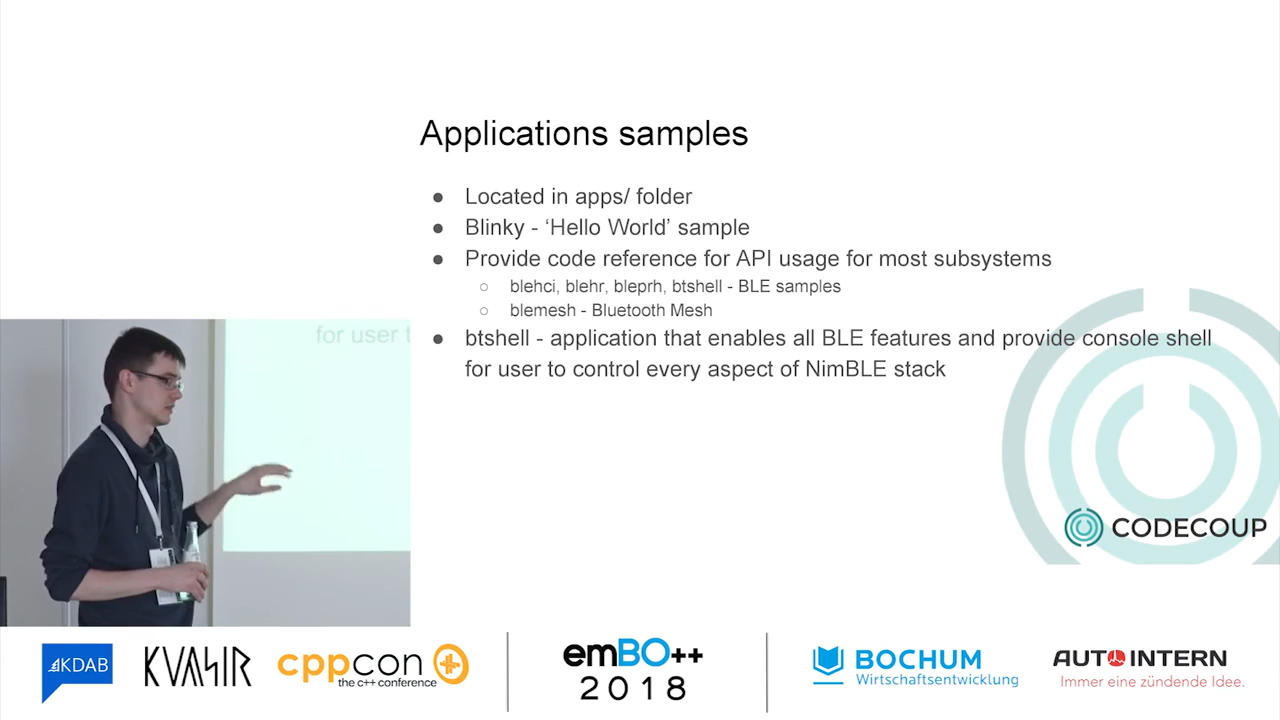 Applications samples
● Located in apps/ folder
● Blinky - ‘Hello World’ sample
● Provide code reference for API usage for most subsystems
○ blehci, blehr, bleprh, btshell - BLE samples
○ blemesh - Bluetooth Mesh
● btshell - application that enables all BLE features and provide console shell
for user to control every aspect of NimBLE stack
for user t
CODECOUP
KDAB
KVASIR
cppcon
the c++ conference
emBO++
2018
BOCHUM
Wirtschaftsentwicklung
AUTOINTERN
Immer eine zündende Idee.